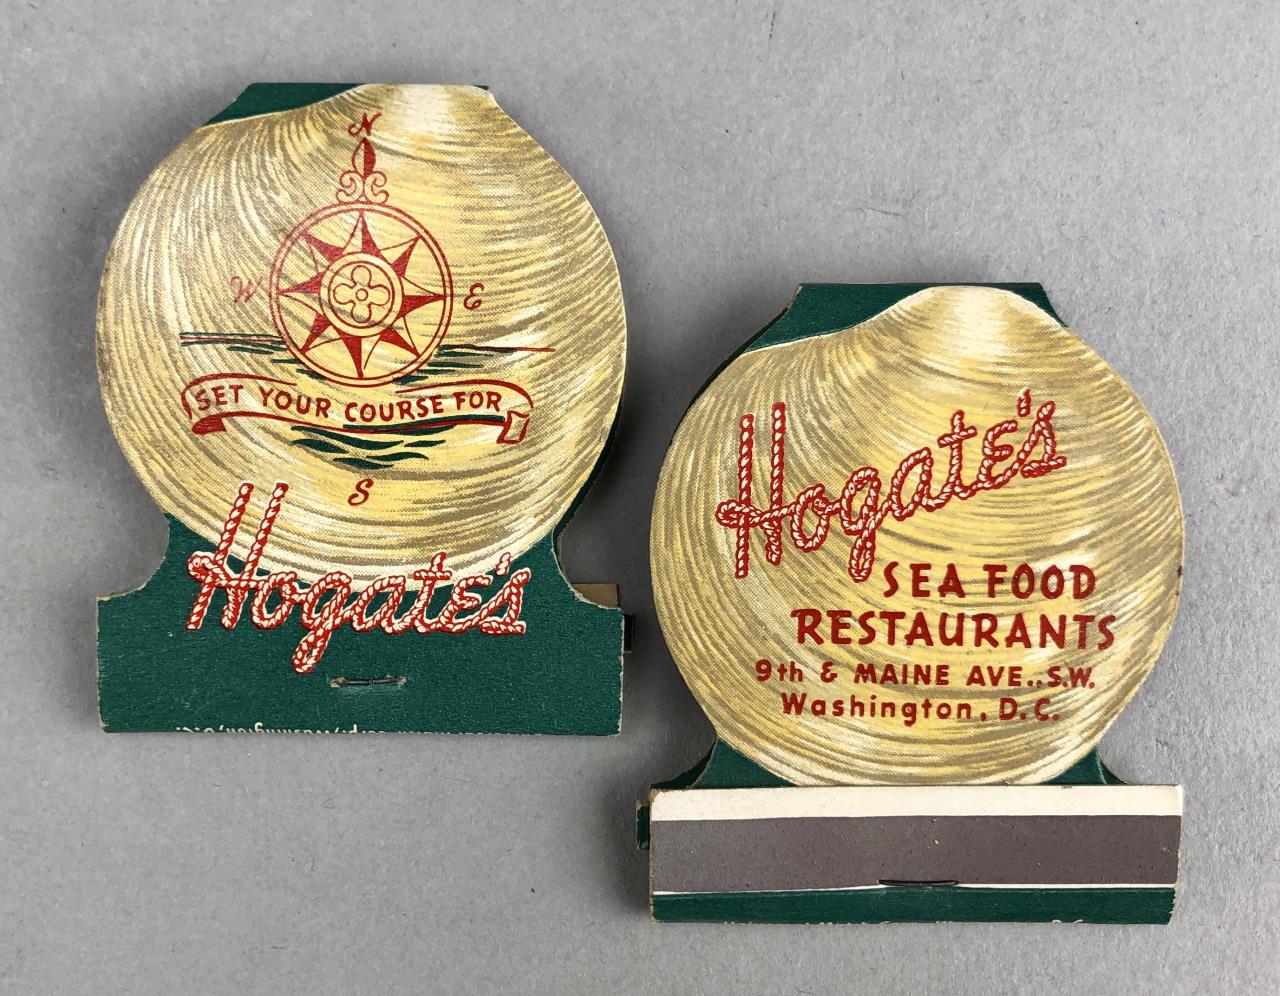 N
W
E
SET YOUR COURSE FOR
S
Hogate's
Hogate's
SEA FOOD
RESTAURANTS
9th & MAINE AVE., S.W.
Washington, D.C.